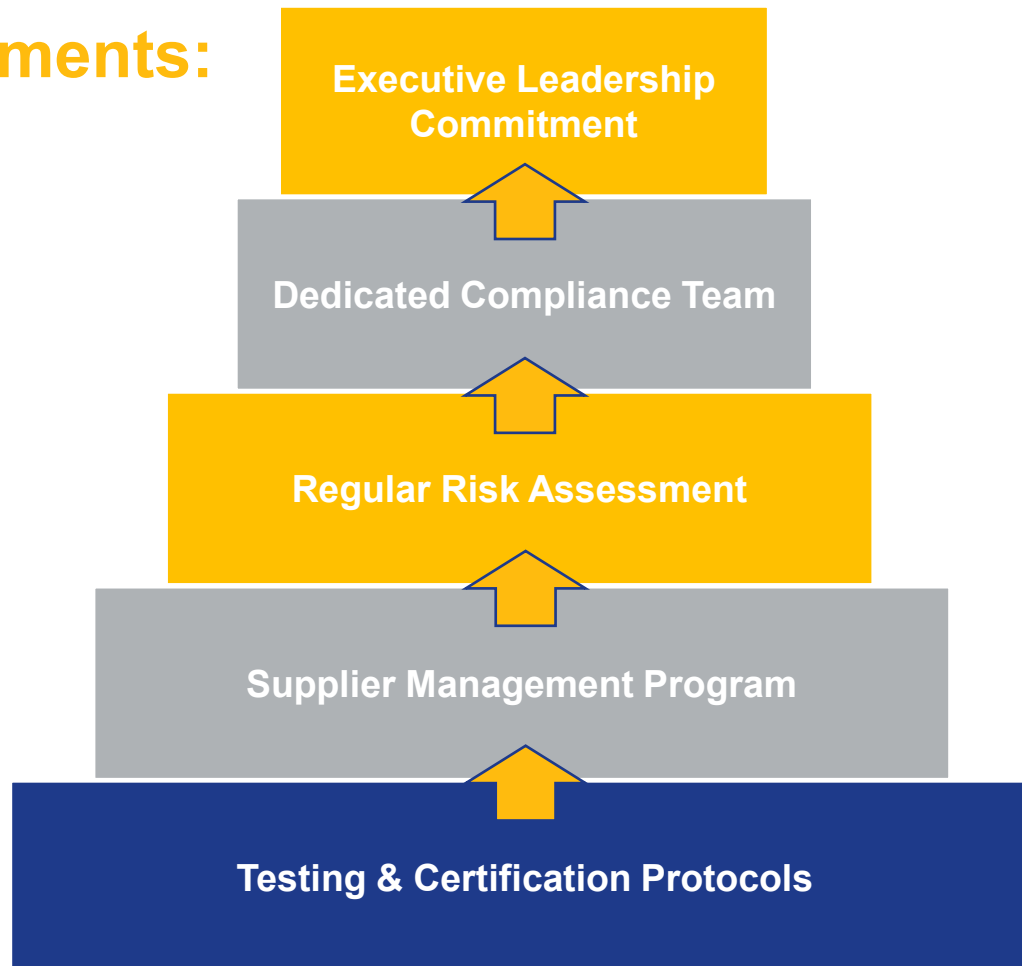 ments:
Executive Leadership
Commitment
Dedicated Compliance Team
Regular Risk Assessment
Supplier Management Program
Testing & Certification Protocols